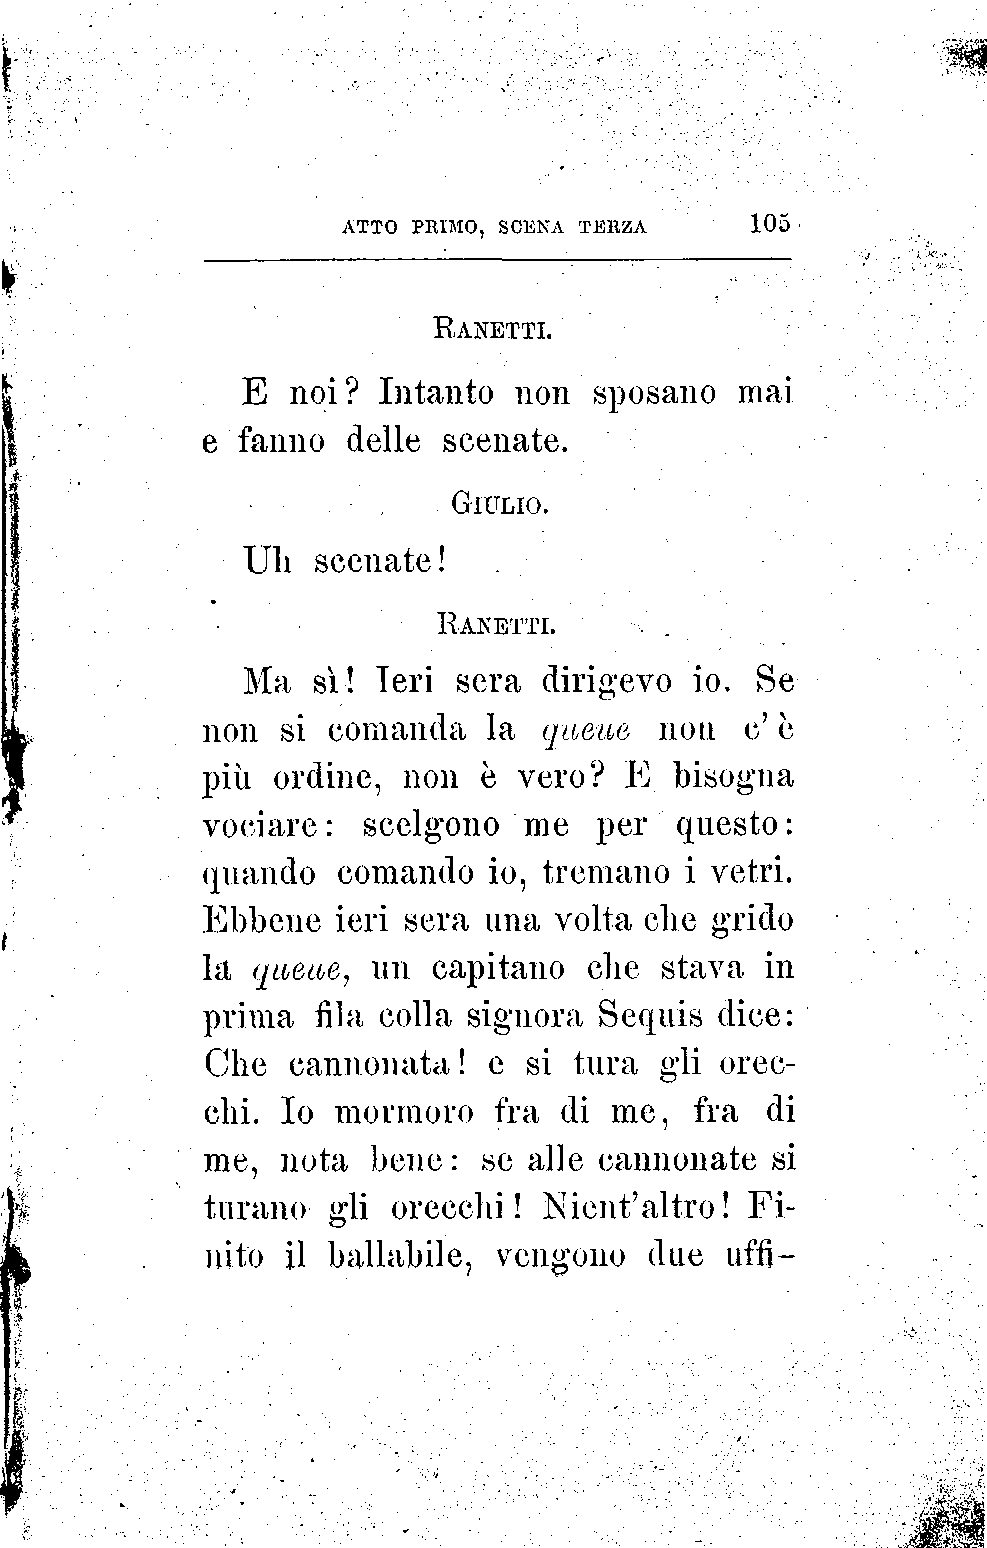 ATTO PRIMO, SCENA TERZA 105
RANETTI.
E noi? Intanto non sposano mai
e fanno delle scenate.
GIULIO.
Uh scenate!
RANETTI.
Ma sì! Ieri sera dirigevo io. Se
non si comanda la queue non c'è
più ordine, non è vero? E bisogna
vociare: scelgono me per questo:
quando comando io, tremano i vetri.
Ebbene ieri sera una volta che grido
la queue, un capitano che stava in
prima fila colla signora Sequis dice:
Che cannonata! e si tura gli orec-
chi. Io mormoro fra di me, fra di
me, nota bene: se alle cannonate si
turano gli orecchi! Nient'altro! Fi-
nito il ballabile, vengono due uffi-